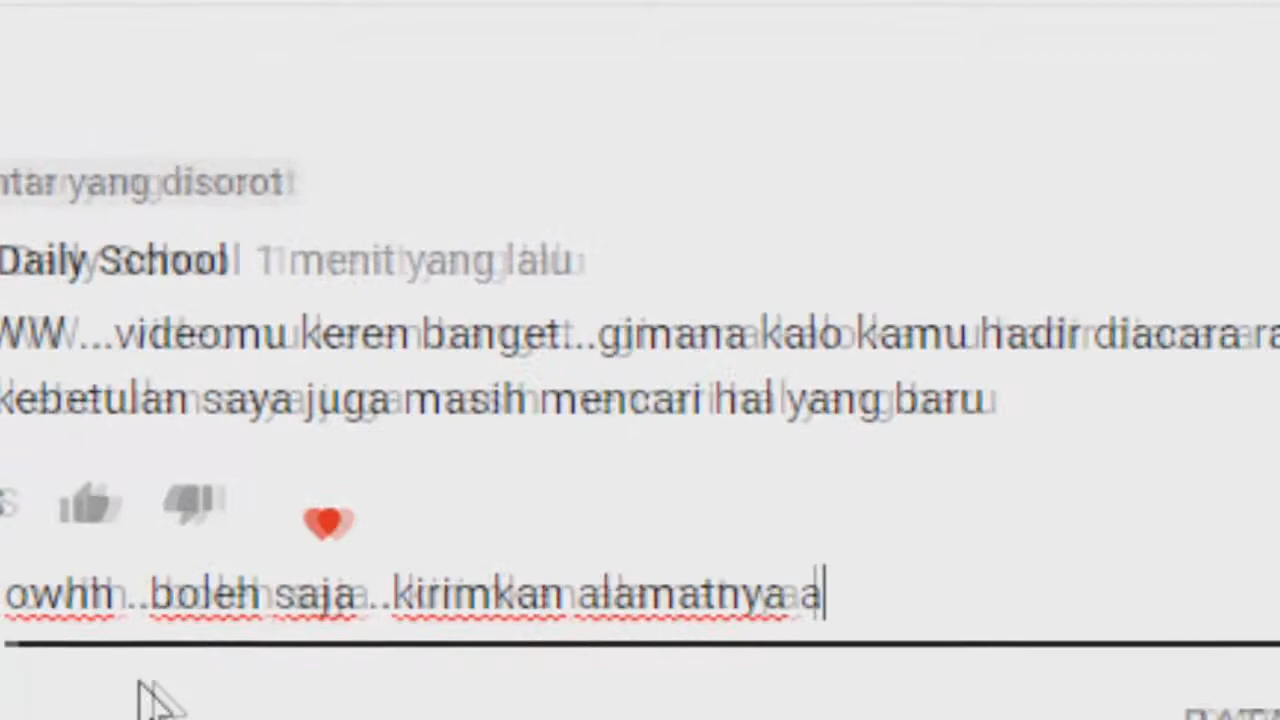 ntar yang disorot
Daily School 1 menit yang lalu
WW...videomu keren banget...gimana kalo kamu hadir diacara
kebetulan saya juga masih mencari hal yang baru
owhh ..boleh saja ..kirimkan alamatnya a